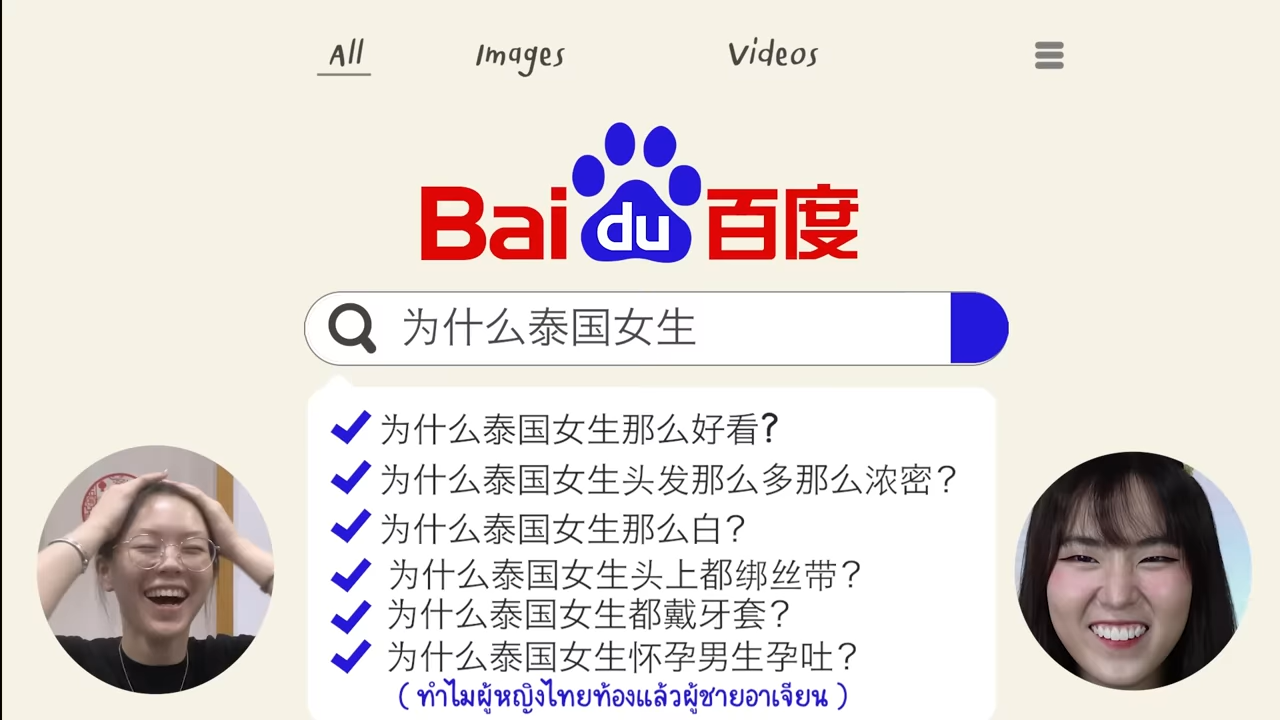 All Images Videos
Baidu百度
为什么泰国女生
为什么泰国女生那么好看?
为什么泰国女生头发那么多那么浓密？
为什么泰国女生那么白？
为什么泰国女生头上都绑丝带？
为什么泰国女生都戴牙套？
为什么泰国女生怀孕男生孕吐？
( ทำไมผู้หญิงไทยท้องแล้วผู้ชายอาเจียน )